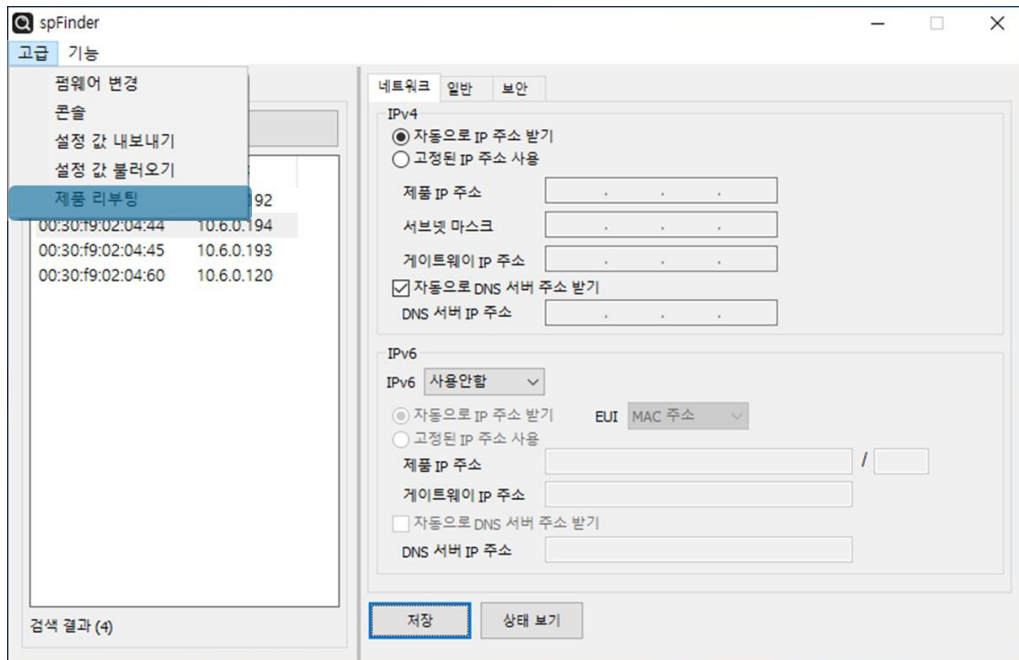 spFinder
고급 기능
펌웨어 변경
콘솔
설정 값 내보내기
설정 값 불러오기
제품 리부팅
192
00:30:f9:02:04:44 10.6.0.194
00:30:f9:02:04:45 10.6.0.193
00:30:f9:02:04:60 10.6.0.120
검색 결과 (4)
네트워크 일반 보안
IPv4
자동으로 IP 주소 받기
고정된 IP 주소 사용
제품 IP 주소 . . .
서브넷 마스크 . . .
게이트웨이 IP 주소 . . .
자동으로 DNS 서버 주소 받기
DNS 서버 IP 주소 . . .
IPv6
IPv6 사용안함
자동으로 IP 주소 받기 EUI MAC 주소
고정된 IP 주소 사용
제품 IP 주소 /
게이트웨이 IP 주소
자동으로 DNS 서버 주소 받기
DNS 서버 IP 주소
저장 상태 보기